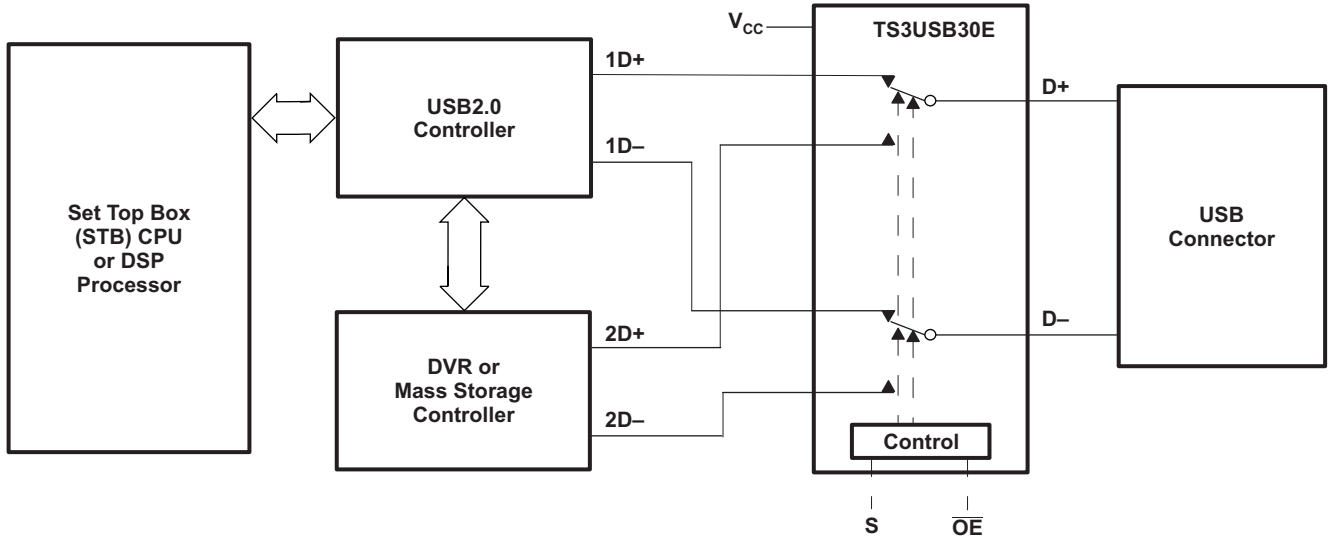 V_CC
TS3USB30E
1D+
USB2.0
Controller
1D–
D+
D–
Set Top Box
(STB) CPU
or DSP
Processor
USB
Connector
2D+
DVR or
Mass Storage
Controller
2D–
Control
S
O̅E̅